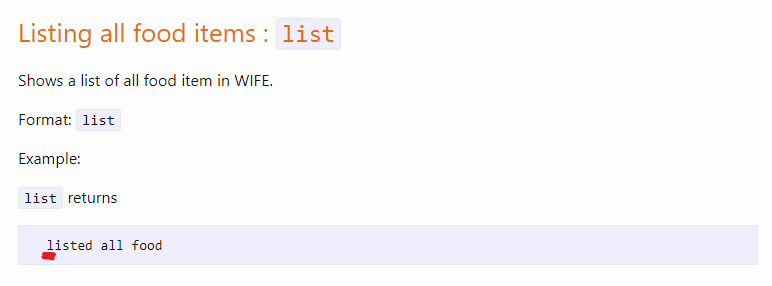 Listing all food items : list
Shows a list of all food item in WIFE.
Format: list
Example:
list returns
listed all food